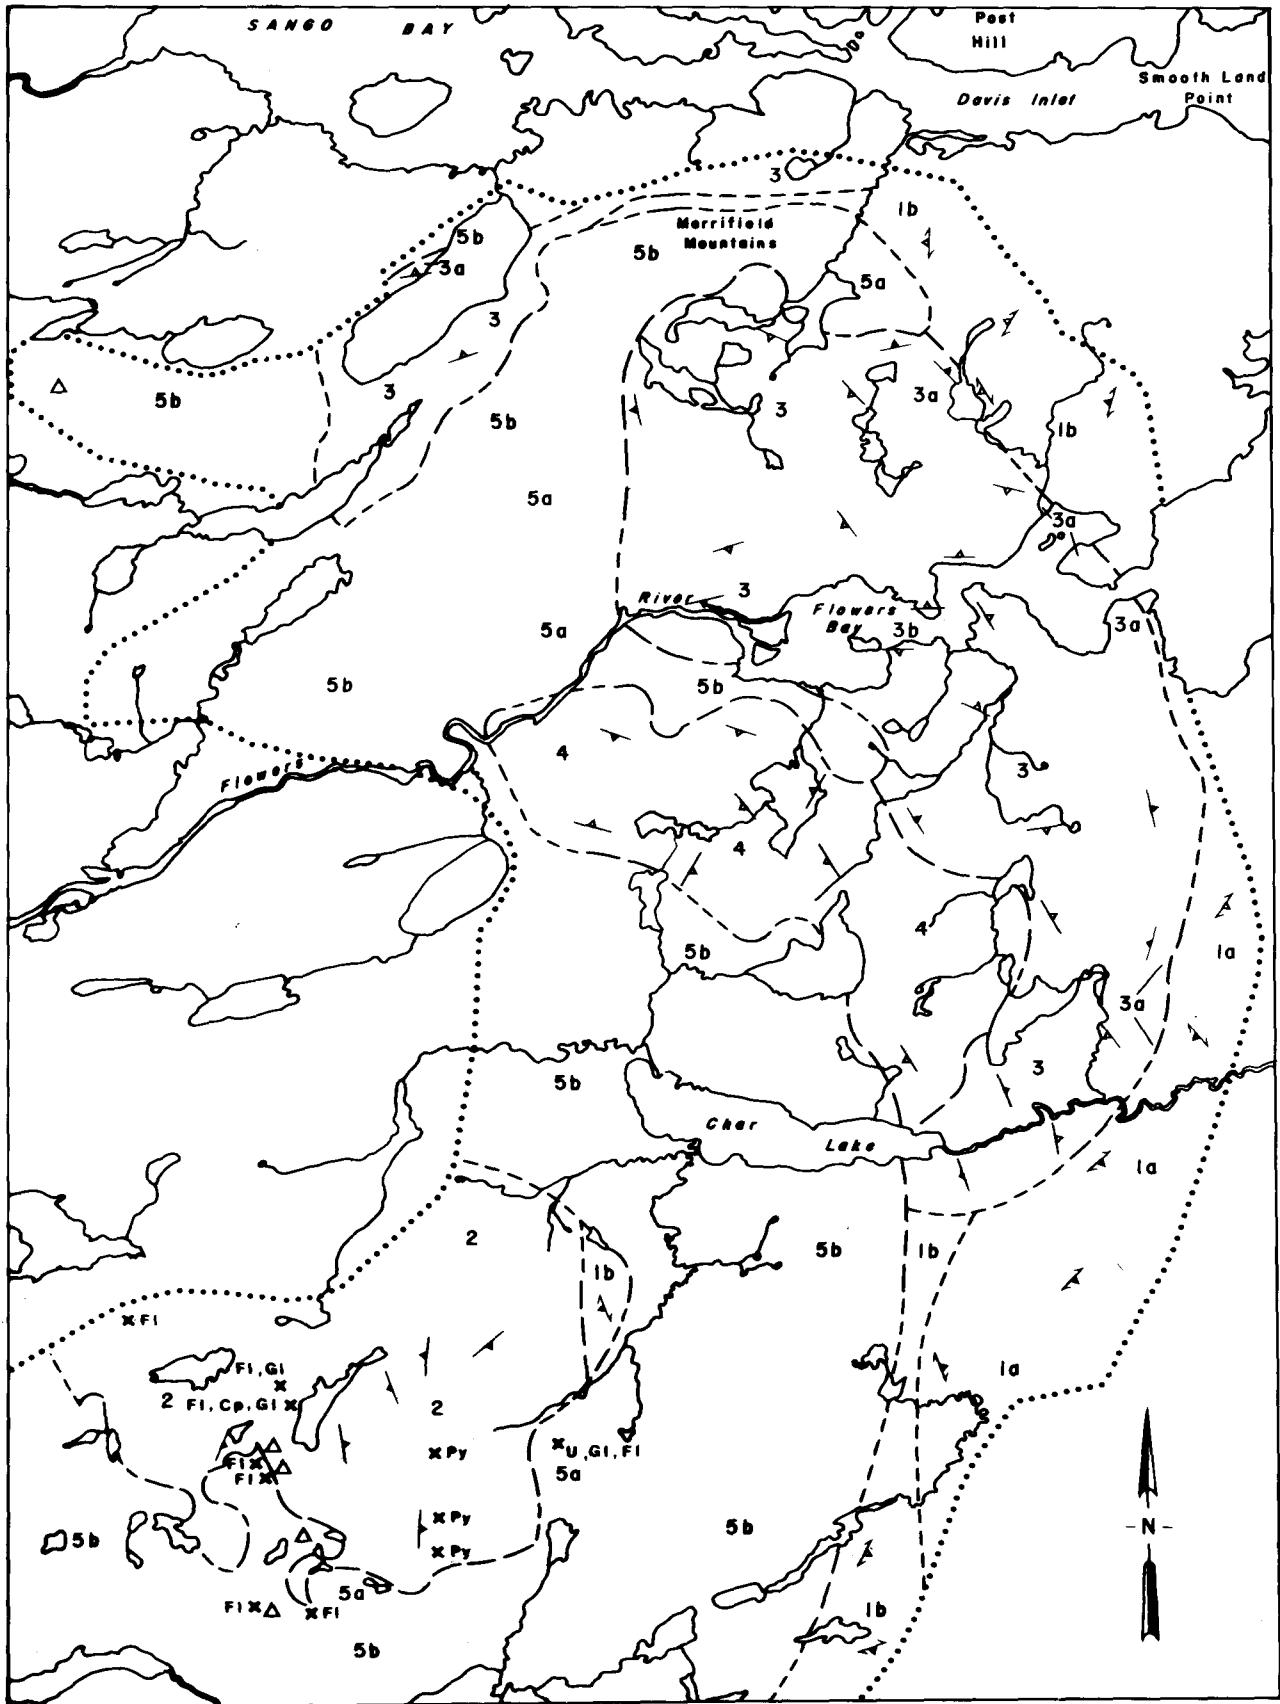 SANGO BAY
Post
Hill
Smooth Land
Point
Davis Inlet
3
1b
5b
Merrifield
Mountains
5b
3a
5a
3
5b
3
3a
3
5b
1b
5a
3a
River
3
Flowers
Bay
3b
3a
5a
5b
5b
4
3
Flowers
4
4
5b
1a
3a
5b
3
Char
Lake
1a
2
5b
1b
1b
Fl
Fl, Gl
1a
2
Fl, Cp, Gl
2
Py
U, Gl, Fl
Fl
Fl
5a
Py
5b
5b
-N-
Py
5a
Fl
Fl
1b
5b